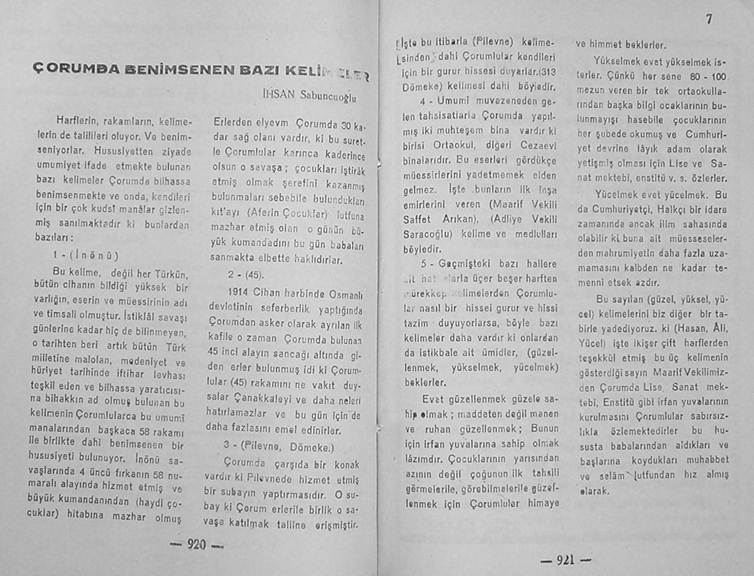 ÇORUMDA BENİMSENEN BAZI
İHSAN Sabuncuoğlu
Harflerin, rakamların, kelime-
lerin de talilileri oluyor. Ve benim-
seniyorlar. Hususiyetten ziyade
umumiyet ifade etmekte bulunan
bazı kelimeler Çorumda bilhassa
benimsenmekte ve onda, kendileri
için bir çok kudsî manâlar gizlen-
miş sanılmaktadır ki bunlardan
bazıları :
1 - (İnönü)
Bu kelime, değil her Türkün,
bütün cihanın bildiği yüksek bir
varlığın, eserin ve müessirinin adı
ve timsali olmuştur. İstiklâl savaşı
günlerine kadar hiç de bilinmeyen,
o tarihten beri artık bütün Türk
milletine malolan, medeniyet ve
hürriyet tarihinde iftihar levhası
teşkil eden ve bilhassa yaratıcısı-
na bihakkın ad olmuş bulunan bu
kelimenin Çorumlularca bu umumî
manalarından başkaca 58 rakamı
ile birlikte dahi benimsenen bir
hususiyeti bulunuyor. İnönü sa-
vaşlarında 4 üncü fırkanın 58 nu-
maralı alayında hizmet etmiş ve
büyük kumandanından (haydi ço-
cuklar) hitabına mazhar olmuş
Erlerden elyevm Çorumda 30 ka-
dar sağ olanı vardır, ki bu suret-
le Çorumlular karınca kaderince
olsun o savaşa ; çocukları iştirâk
etmiş olmak şerefini kazanmış
bulunmaları sebebile bulundukları
kıt'ayı (Aferin Çocuklar) lutfuna
mazhar etmiş olan o günün bü-
yük kumandadını bu gün babaları
sanmakta elbette haklıdırlar.
2 - (45).
1914 Cihan harbinde Osmanlı
devletinin seferberlik yaptığında
Çorumdan asker olarak ayrılan ilk
kafile o zaman Çorumda bulunan
45 inci alayın sancağı altında gi-
den erler bulunmuş idi ki Çorum-
lular (45) rakamını ne vakit duy-
salar Çanakkaleyi ve daha neleri
hatırlamazlar ve bu gün için de
daha fazlasını emel edinirler.
3 - (Pilevne, Dömeke.)
Çorumda çarşıda bir konak
vardır ki Pilevnede hizmet etmiş
bir subayın yaptırmasıdır. O su-
bay ki Çorum erlerile birlik o sa-
vaşa katılmak taliine erişmiştir.
— 920 —
7
İşte bu itibarla (Pilevne) kelime-
sinden dahi Çorumlular kendileri
için bir gurur hissesi duyarlar.(313
Dömeke) kelimesi dahi böyledir.
4 - Umumî muvazeneden ge-
len tahsisatlarla Çorumda yapıl-
mış iki muhteşem bina vardır ki
birisi Ortaokul, diğeri Cezaevi
binalarıdır. Bu eserleri gördükçe
müessirlerini yadetmemek elden
gelmez. İşte bunların ilk inşa
emirlerini veren (Maarif Vekili
Saffet Arıkan), (Adliye Vekili
Saracoğlu) kelime ve medlulları
böyledir.
5 - Geçmişteki bazı hallere
üçer beşer harften
Çorumlu-
lar nasıl bir hissei gurur ve hissi
tazim duyuyorlarsa, böyle bazı
kelimeler daha vardır ki onlardan
da istikbale ait ümidler, (güzel-
lenmek, yükselmek, yücelmek)
beklerler.
Evet güzellenmek güzele sa-
hip olmak ; maddeten değil manen
ve ruhan güzellenmek ; Bunun
için irfan yuvalarına sahip olmak
lâzımdır. Çocuklarının yarısından
azının değil çoğunun ilk tahsili
görmelerile, görebilmelerile güzel-
lenmek için Çorumlular himaye
ve himmet beklerler.
Yükselmek evet yükselmek is-
terler. Çünkü her sene 80 - 100
mezun veren bir tek ortaokulla-
rından başka bilgi ocaklarının bu-
lunmayışı hasebile çocuklarının
her şubede okumuş ve Cumhuri-
yet devrine lâyık adam olarak
yetişmiş olması için Lise ve Sa-
nat mektebi, enstitü v. s. özlerler.
Yücelmek evet yücelmek. Bu
da Cumhuriyetçi, Halkçı bir idare
zamanında ancak ilim sahasında
olabilir ki, buna ait müesseseler-
den mahrumiyetin daha fazla uza-
mamasını kalbden ne kadar te-
menni etsek azdır.
Bu sayılan (güzel, yüksel, yü-
cel) kelimelerini biz diğer bir ta-
birle yadediyoruz. ki (Hasan, Âli,
Yücel) işte ikişer çift harflerden
teşekkül etmiş bu üç kelimenin
gösterdiği sayın Maarif Vekilimiz-
den Çorumda Lise, Sanat mek-
tebi, Enstitü gibi irfan yuvalarının
kurulmasını Çorumlular sabırsız-
lıkla özlemektedirler bu hu-
susta babalarından aldıkları ve
başlarına koydukları muhabbet
ve selâm lutfundan hız almış
olarak.
— 921 —